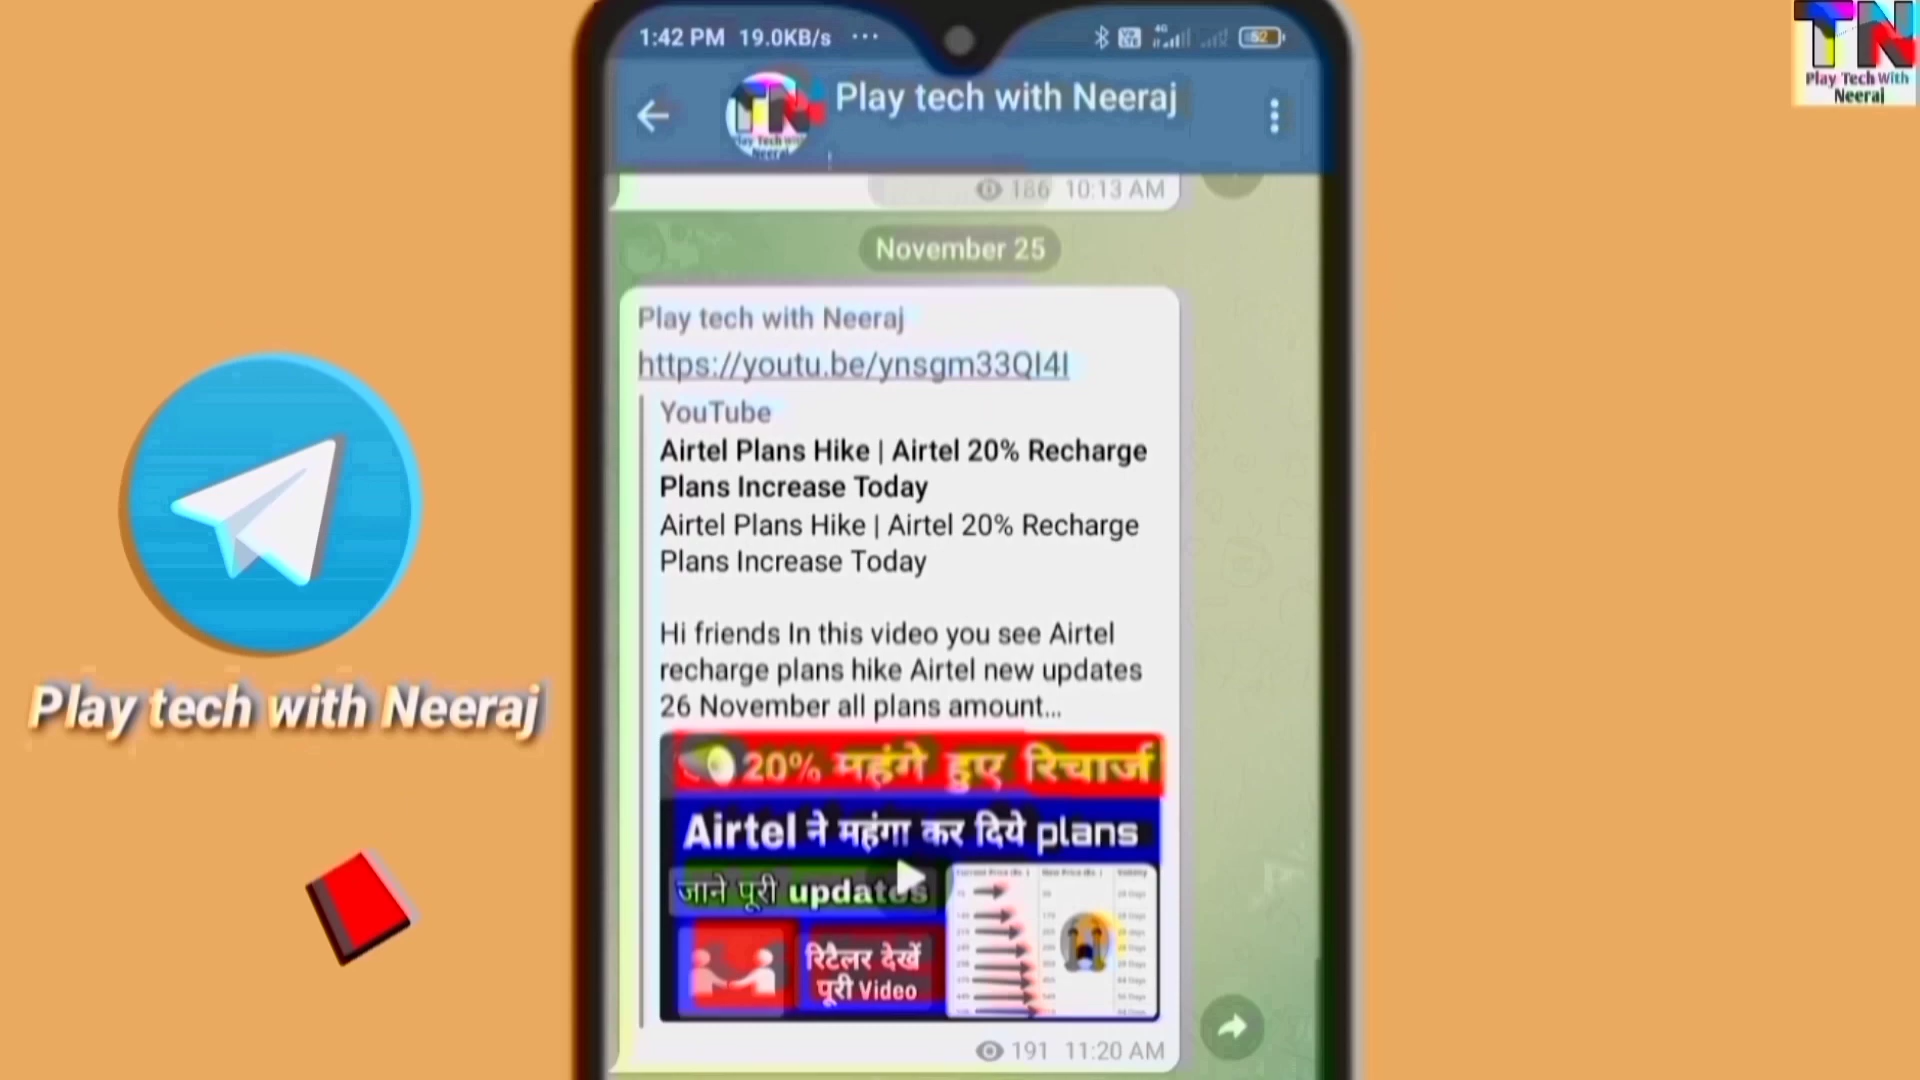 1:42 PM 19.0KB/s ...
52
TN
Play Tech With
Neeraj
Play tech with Neeraj
186 10:13 AM
November 25
Play tech with Neeraj
https://youtu.be/ynsgm33QI4I
YouTube
Airtel Plans Hike | Airtel 20% Recharge
Plans Increase Today
Airtel Plans Hike | Airtel 20% Recharge
Plans Increase Today
Hi friends In this video you see Airtel
recharge plans hike Airtel new updates
26 November all plans amount...
20% महंगे हुए रिचार्ज
Airtel ने महंगा कर दिये plans
जाने पूरी updates
रिटैलर देखें
पूरी Video
191 11:20 AM
Play tech with Neeraj